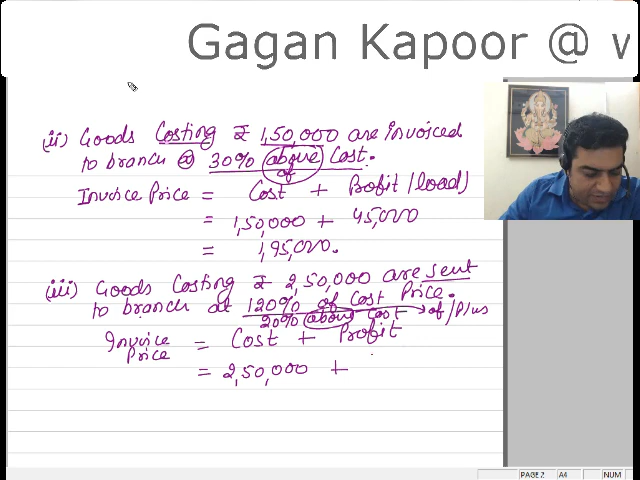 Gagan Kapoor @ w
(ii) Goods Costing ₹ 1,50,000 are invoiced
to branch @ 30% above Cost.
of
Invoice Price = Cost + Profit/load)
= 1,50,000 + 45,000
= 1,95,000.
(iii) Goods Costing ₹ 2,50,000 are sent
to branch at 120% of Cost Price.
20% above Cost → of/Plus
Invoice Price = Cost + Profit
= 2,50,000 +
PAGE 2 A4 NUM